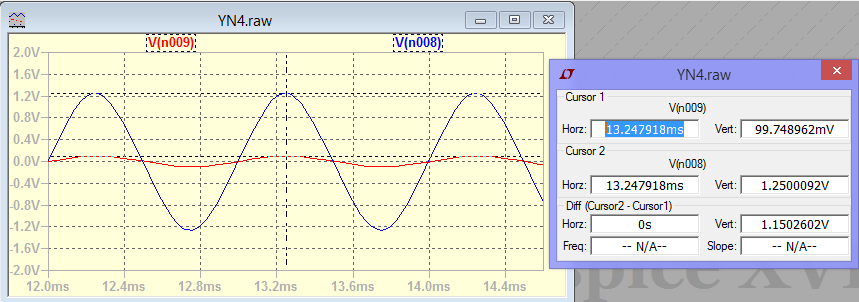 YN4.raw
V(n009) V(n008)
2.0V
1.6V
1.2V
0.8V
0.4V
0.0V
-0.4V
-0.8V
-1.2V
-1.6V
-2.0V
12.0ms 12.4ms 12.8ms 13.2ms 13.6ms 14.0ms 14.4ms
YN4.raw
Cursor 1
V(n009)
Horz: 13.247918ms Vert: 99.748962mV
Cursor 2
V(n008)
Horz: 13.247918ms Vert: 1.2500092V
Diff (Cursor2 - Cursor1)
Horz: 0s Vert: 1.1502602V
Freq: -- N/A-- Slope: -- N/A--
spice XVI